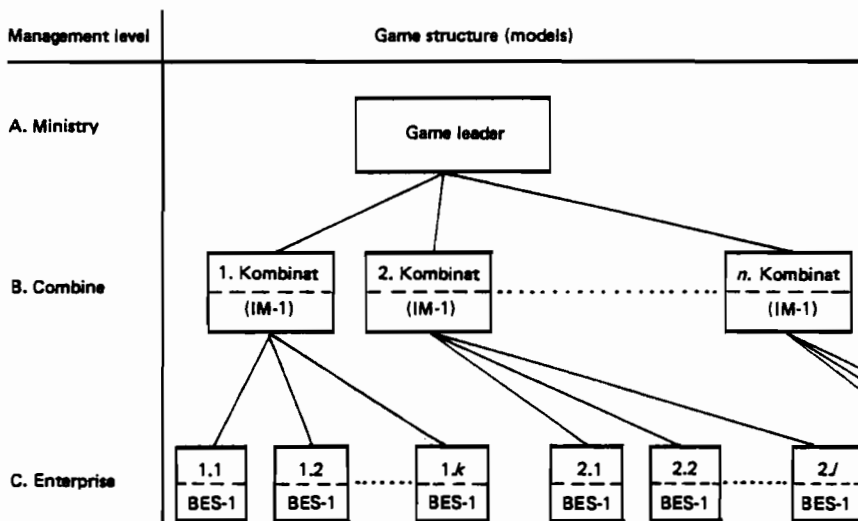 Management level
Game structure (models)
A. Ministry
Game leader
B. Combine
1. Kombinat
(IM-1)
2. Kombinat
(IM-1)
n. Kombinat
(IM-1)
C. Enterprise
1.1
BES-1
1.2
BES-1
1.k
BES-1
2.1
BES-1
2.2
BES-1
2.l
BES-1